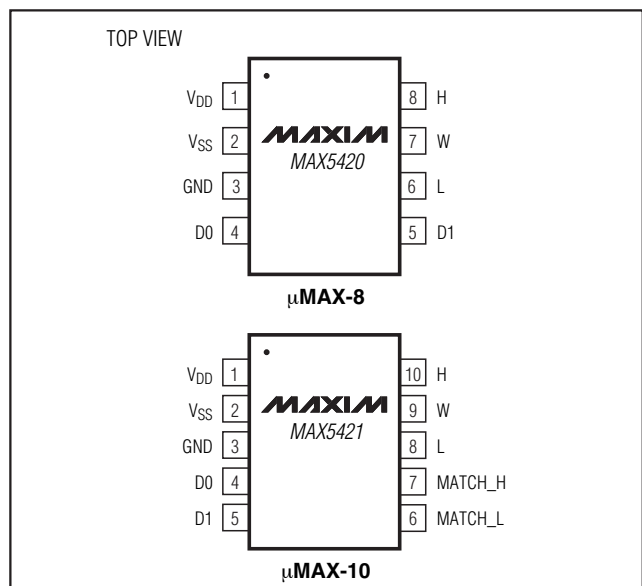 TOP VIEW
VDD 1 8 H
VSS 2 MAXIM 7 W
MAX5420
GND 3 6 L
D0 4 5 D1
µMAX-8
VDD 1 10 H
VSS 2 MAXIM 9 W
MAX5421
GND 3 8 L
D0 4 7 MATCH_H
D1 5 6 MATCH_L
µMAX-10